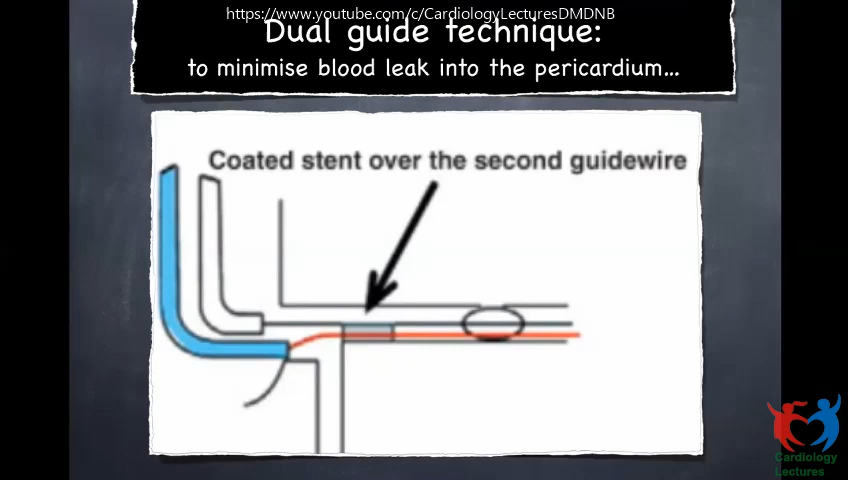 https://www.youtube.com/c/CardiologyLecturesDMDNB
Dual guide technique:
to minimise blood leak into the pericardium...
Coated stent over the second guidewire
Cardiology
Lectures